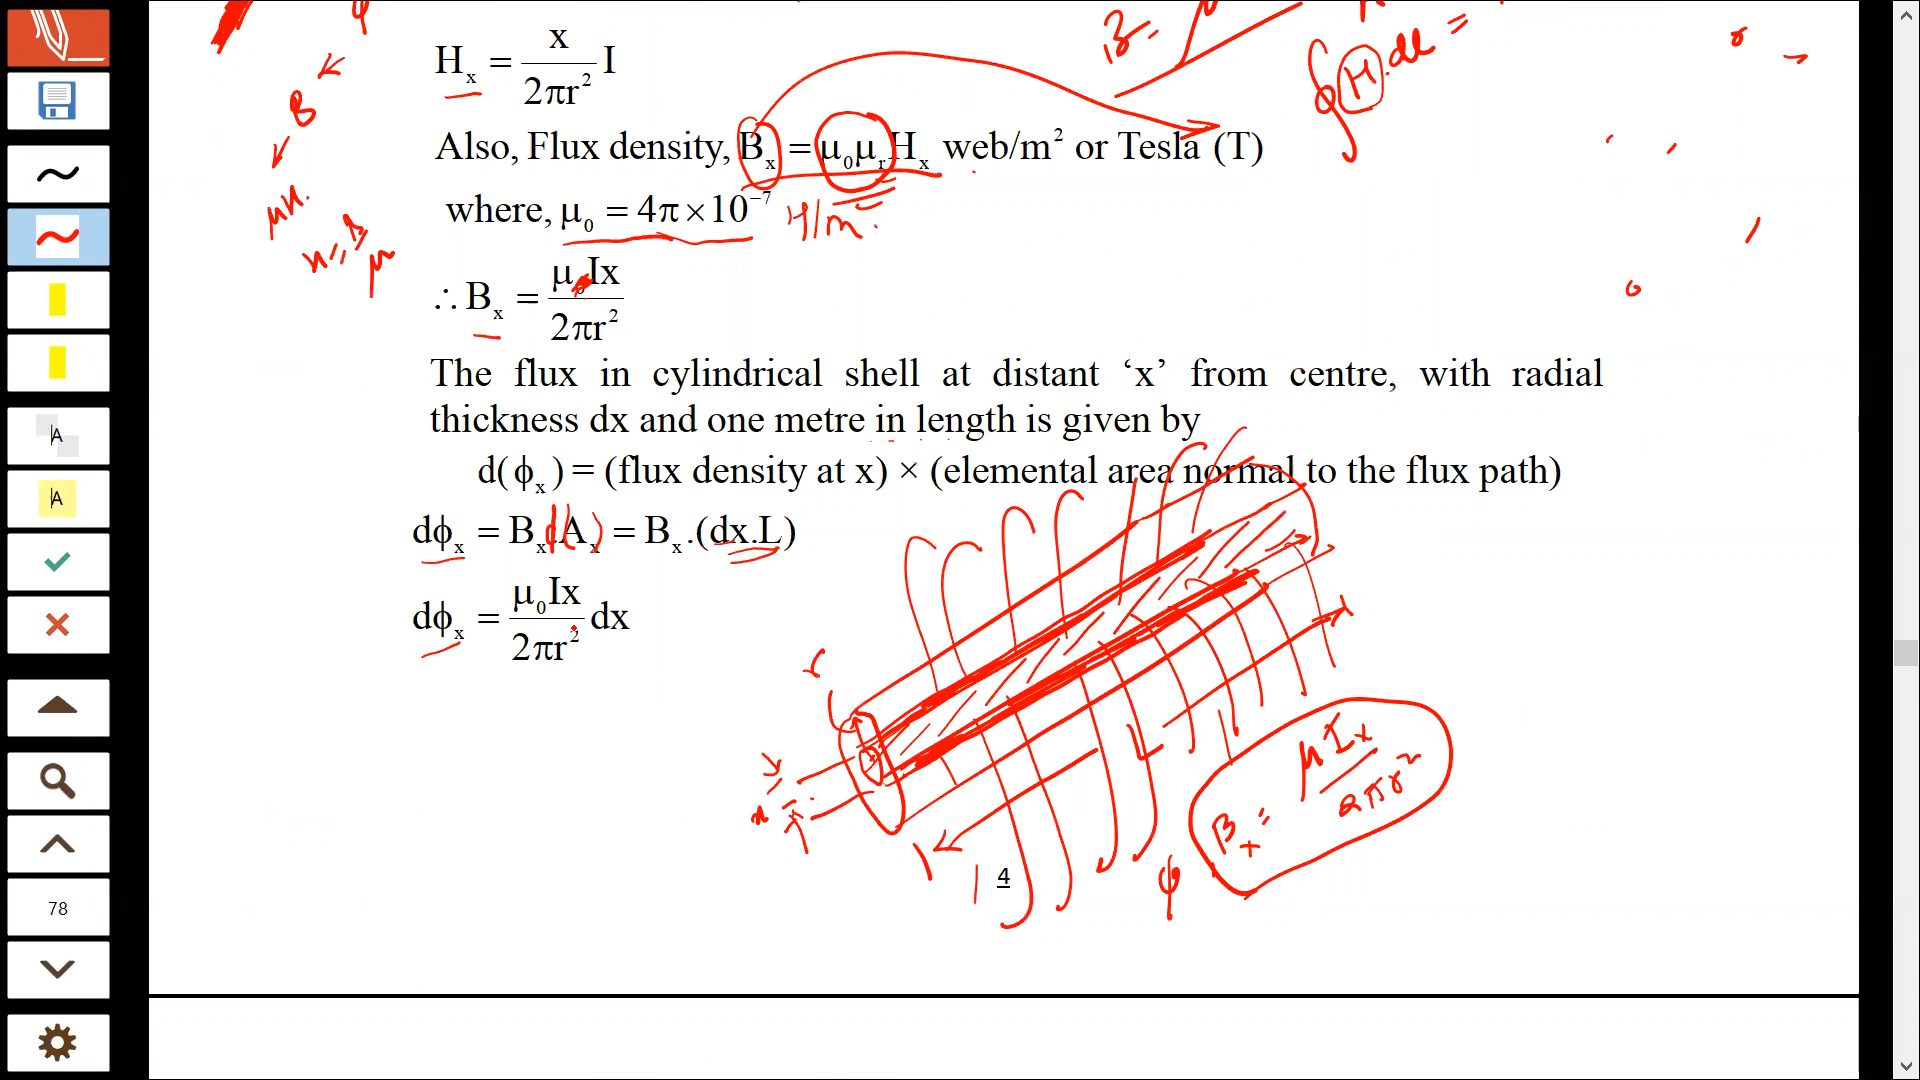 φ
B=
∮H.dl =
H_x = x/2πr² I
B
Also, Flux density, B_x = μ₀μ_r H_x web/m² or Tesla (T)
μH.
where, μ₀ = 4π×10⁻⁷ H/m.
H = B/μ
∴ B_x = μ₀Ix/2πr²
The flux in cylindrical shell at distant ‘x’ from centre, with radial
thickness dx and one metre in length is given by
d(φ_x) = (flux density at x) × (elemental area normal to the flux path)
dφ_x = B_x d(A_x) = B_x.(dx.L)
dφ_x = μ₀Ix/2πr² dx
r
x
B_x = μIx/2πr²
φ
4
A
A
78